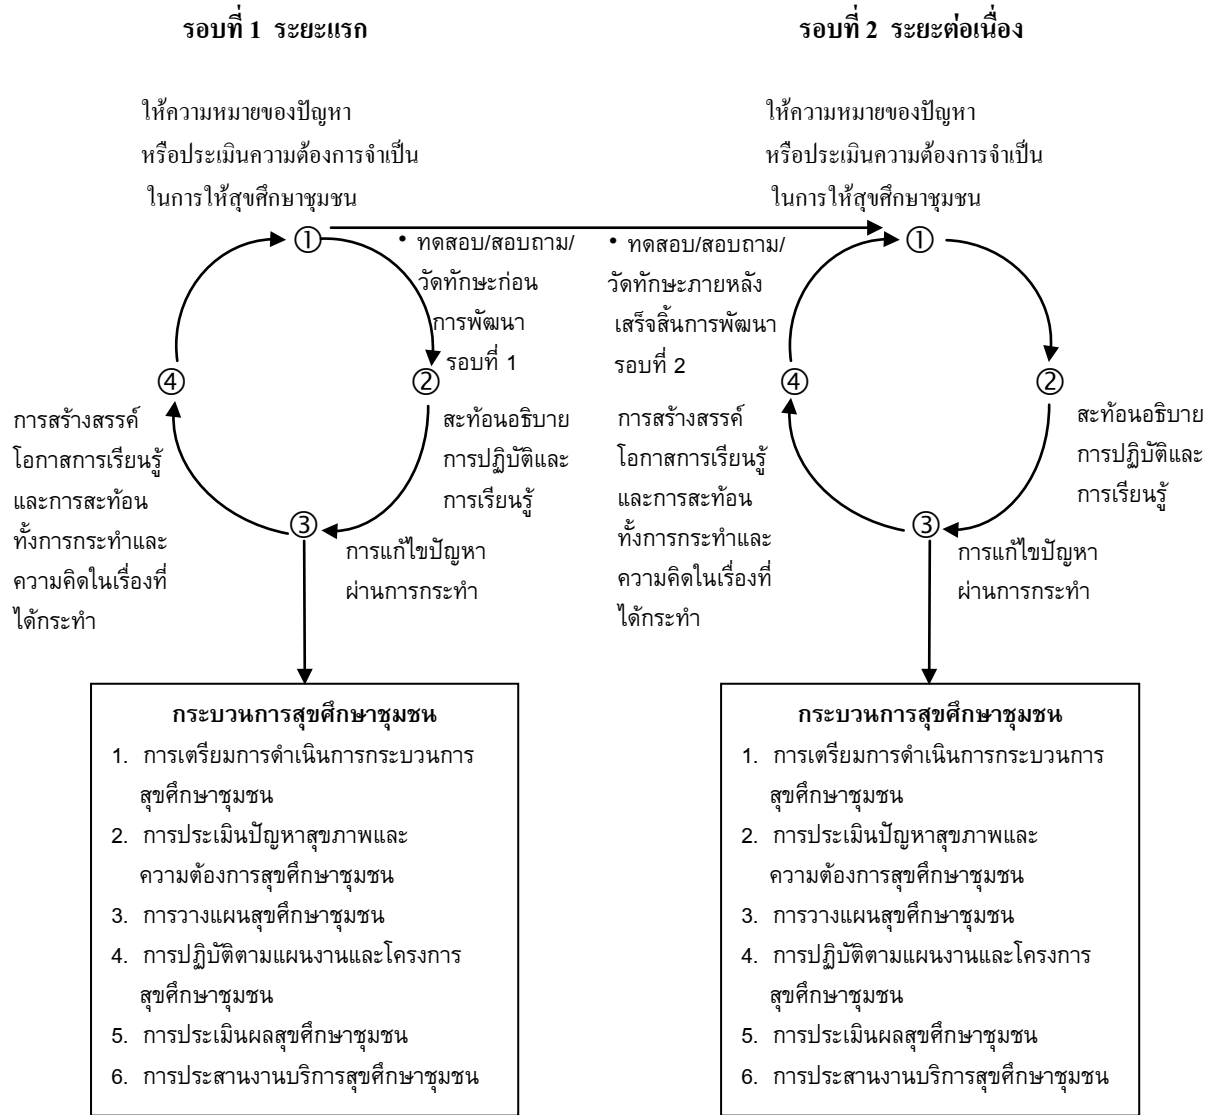 รอบที่ 1 ระยะแรก
ให้ความหมายของปัญหา
หรือประเมินความต้องการจำเป็น
ในการให้สุขศึกษาชุมชน
①
• ทดสอบ/สอบถาม/
วัดทักษะก่อน
การพัฒนา
รอบที่ 1
②
สะท้อนอธิบาย
การปฏิบัติและ
การเรียนรู้
③
การแก้ไขปัญหา
ผ่านการกระทำ
④
การสร้างสรรค์
โอกาสการเรียนรู้
และการสะท้อน
ทั้งการกระทำและ
ความคิดในเรื่องที่
ได้กระทำ
กระบวนการสุขศึกษาชุมชน
1. การเตรียมการดำเนินการกระบวนการ
สุขศึกษาชุมชน
2. การประเมินปัญหาสุขภาพและ
ความต้องการสุขศึกษาชุมชน
3. การวางแผนสุขศึกษาชุมชน
4. การปฏิบัติตามแผนงานและโครงการ
สุขศึกษาชุมชน
5. การประเมินผลสุขศึกษาชุมชน
6. การประสานงานบริการสุขศึกษาชุมชน
รอบที่ 2 ระยะต่อเนื่อง
ให้ความหมายของปัญหา
หรือประเมินความต้องการจำเป็น
ในการให้สุขศึกษาชุมชน
①
• ทดสอบ/สอบถาม/
วัดทักษะภายหลัง
เสร็จสิ้นการพัฒนา
รอบที่ 2
②
สะท้อนอธิบาย
การปฏิบัติและ
การเรียนรู้
③
การแก้ไขปัญหา
ผ่านการกระทำ
④
การสร้างสรรค์
โอกาสการเรียนรู้
และการสะท้อน
ทั้งการกระทำและ
ความคิดในเรื่องที่
ได้กระทำ
กระบวนการสุขศึกษาชุมชน
1. การเตรียมการดำเนินการกระบวนการ
สุขศึกษาชุมชน
2. การประเมินปัญหาสุขภาพและ
ความต้องการสุขศึกษาชุมชน
3. การวางแผนสุขศึกษาชุมชน
4. การปฏิบัติตามแผนงานและโครงการ
สุขศึกษาชุมชน
5. การประเมินผลสุขศึกษาชุมชน
6. การประสานงานบริการสุขศึกษาชุมชน